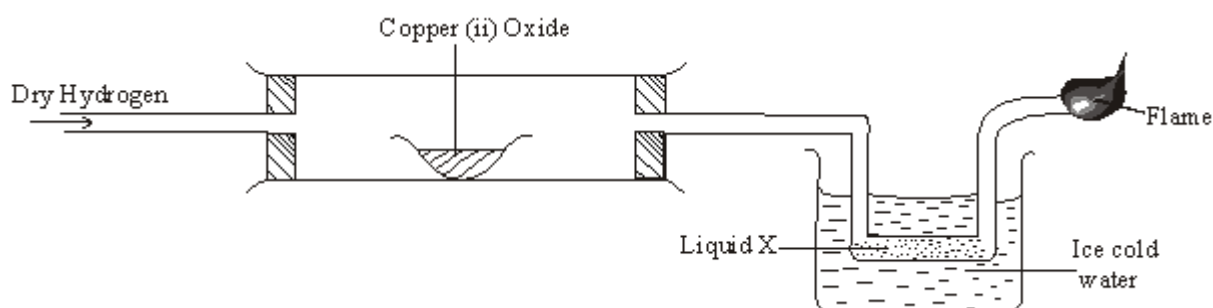 Copper (ii) Oxide
Dry Hydrogen
Flame
Liquid X
Ice cold
water